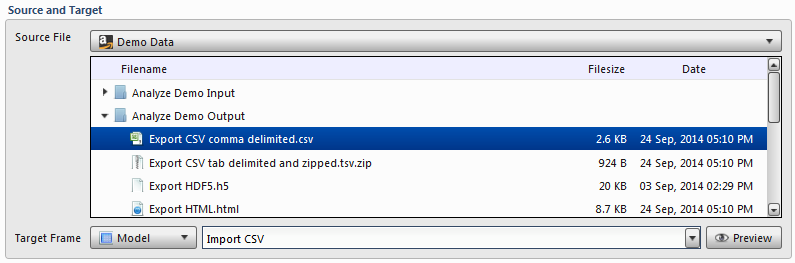 Source and Target
Source File Demo Data
Filename Filesize Date
Analyze Demo Input
Analyze Demo Output
Export CSV comma delimited.csv 2.6 KB 24 Sep, 2014 05:10 PM
Export CSV tab delimited and zipped.tsv.zip 924 B 24 Sep, 2014 05:10 PM
Export HDF5.h5 20 KB 03 Sep, 2014 02:29 PM
Export HTML.html 8.7 KB 24 Sep, 2014 05:10 PM
Target Frame Model Import CSV Preview